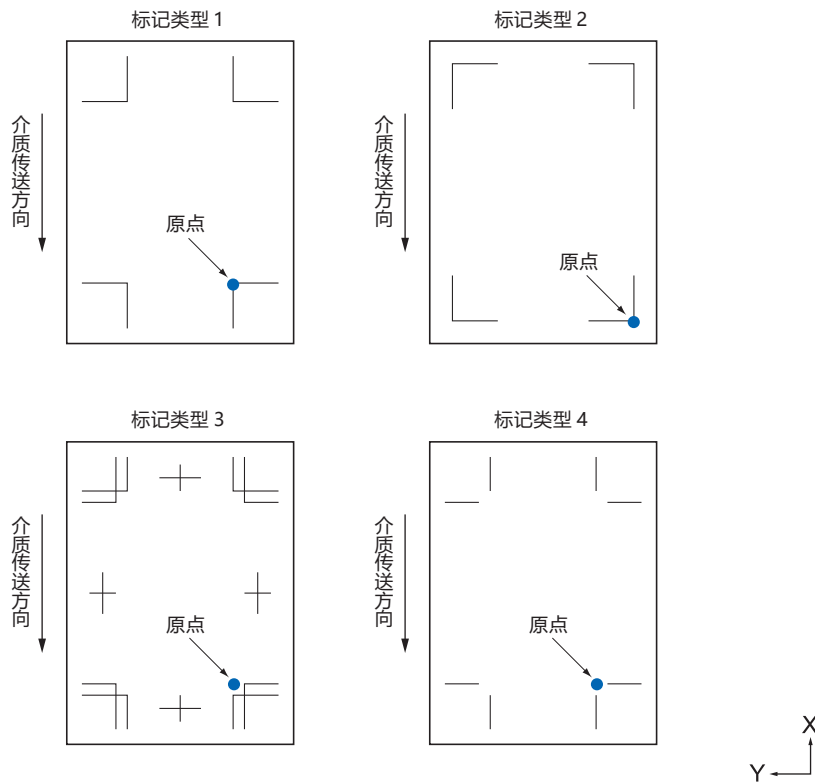 标记类型 1
标记类型 2
介质传送方向
原点
介质传送方向
原点
标记类型 3
标记类型 4
介质传送方向
原点
介质传送方向
原点
X
Y